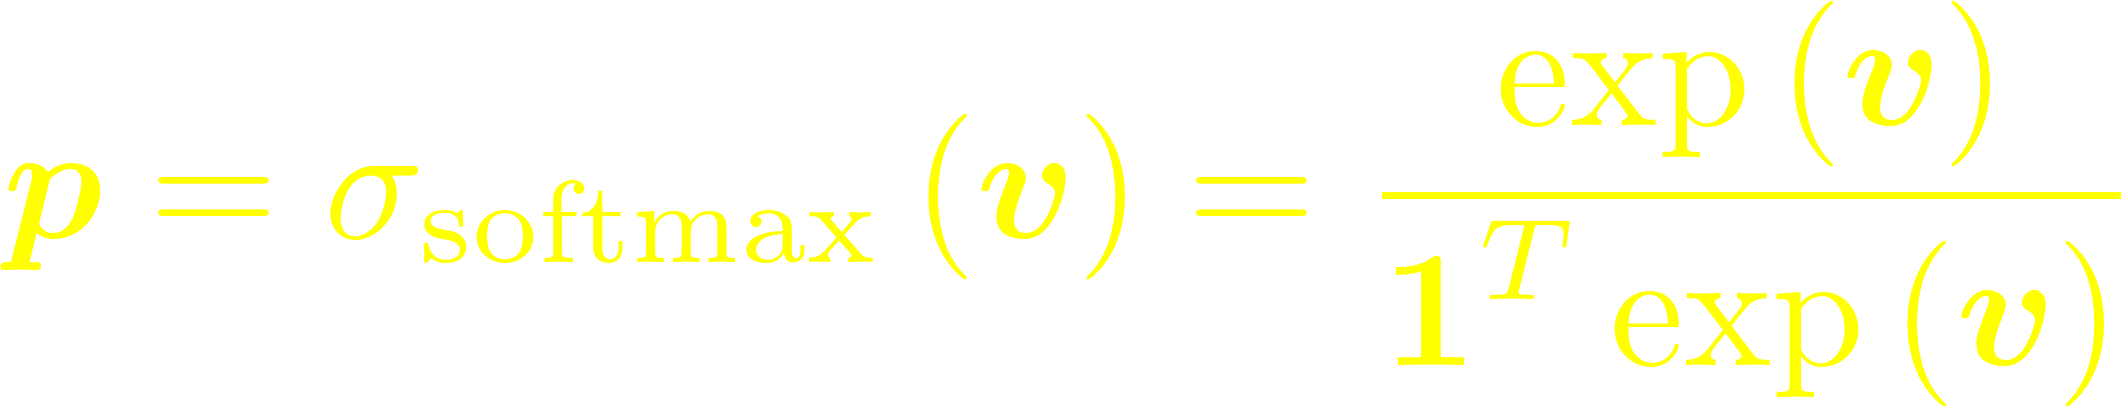 p = σ_softmax (v) = exp (v) / 1^T exp (v)